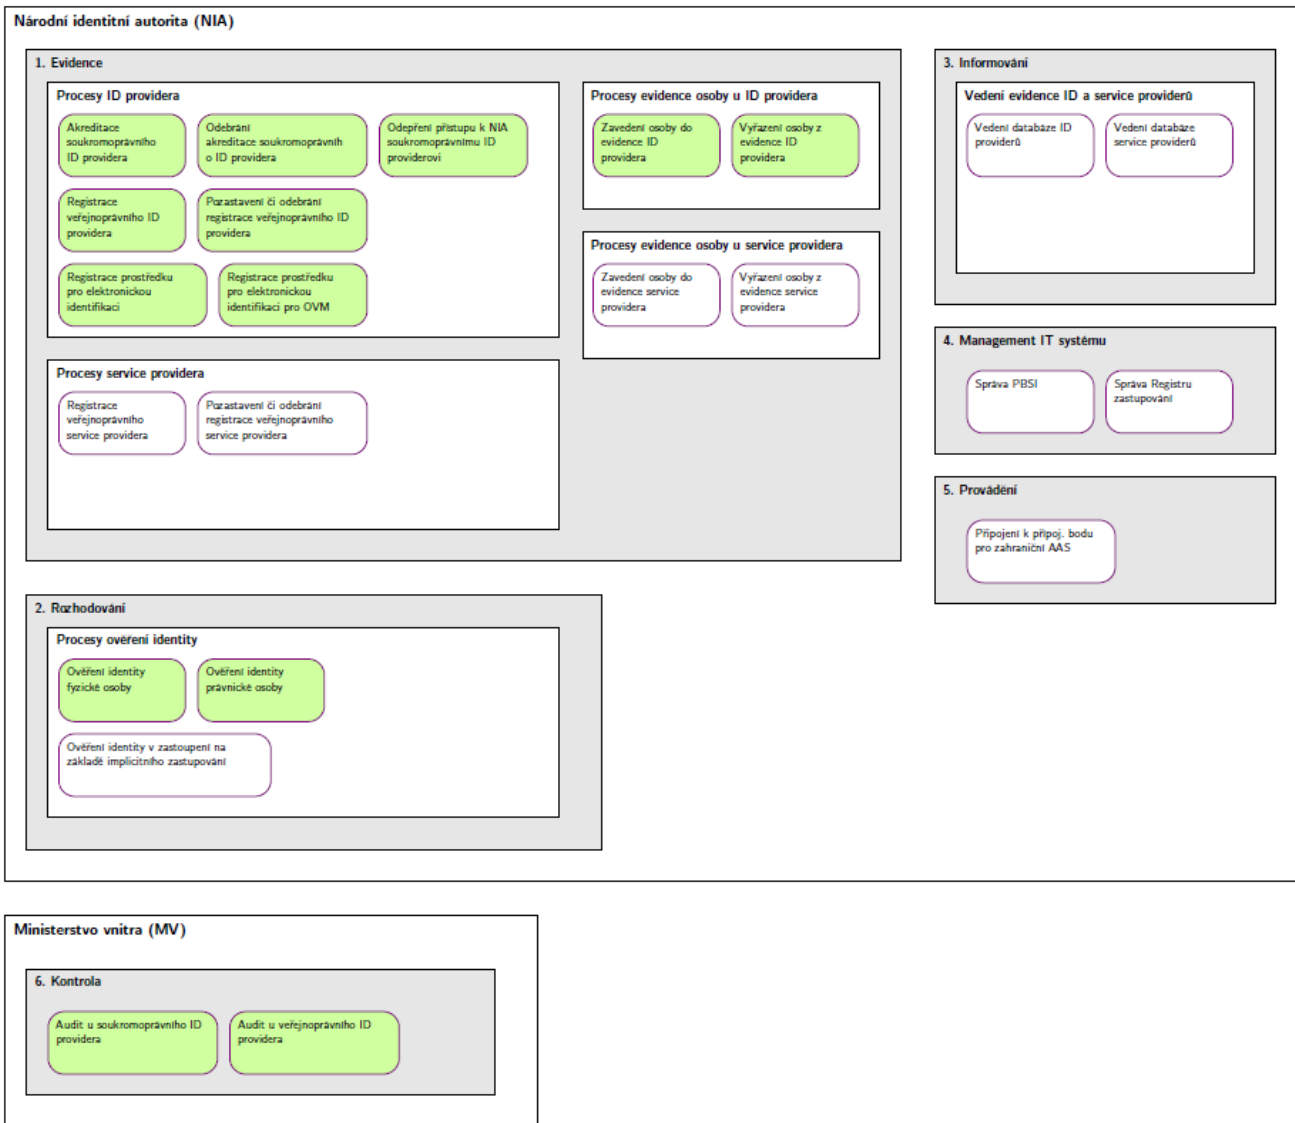 Národní identitní autorita (NIA)
1. Evidence
Procesy ID providera
Akreditace
soukromoprávního
ID providera
Odebrání
akreditace soukromoprávníh
o ID providera
Odepření přístupu k NIA
soukromoprávnímu ID
providerovi
Registrace
veřejnoprávního ID
providera
Pozastavení či odebrání
registrace veřejnoprávního ID
providera
Registrace prostředku
pro elektronickou
identifikaci
Registrace prostředku
pro elektronickou
identifikaci pro OVM
Procesy service providera
Registrace
veřejnoprávního
service providera
Pozastavení či odebrání
registrace veřejnoprávního
service providera
Procesy evidence osoby u ID providera
Zavedení osoby do
evidence ID
providera
Vyřazení osoby z
evidence ID
providera
Procesy evidence osoby u service providera
Zavedení osoby do
evidence service
providera
Vyřazení osoby z
evidence service
providera
2. Rozhodování
Procesy ověření identity
Ověření identity
fyzické osoby
Ověření identity
právnické osoby
Ověření identity v zastoupení na
základě implicitního zastupování
3. Informování
Vedení evidence ID a service providerů
Vedení databáze ID
providerů
Vedení databáze
service providerů
4. Management IT systému
Správa PBSI
Správa Registru
zastupování
5. Provádění
Připojení k připoj. bodu
pro zahraniční AAS
Ministerstvo vnitra (MV)
6. Kontrola
Audit u soukromoprávního ID
providera
Audit u veřejnoprávního ID
providera